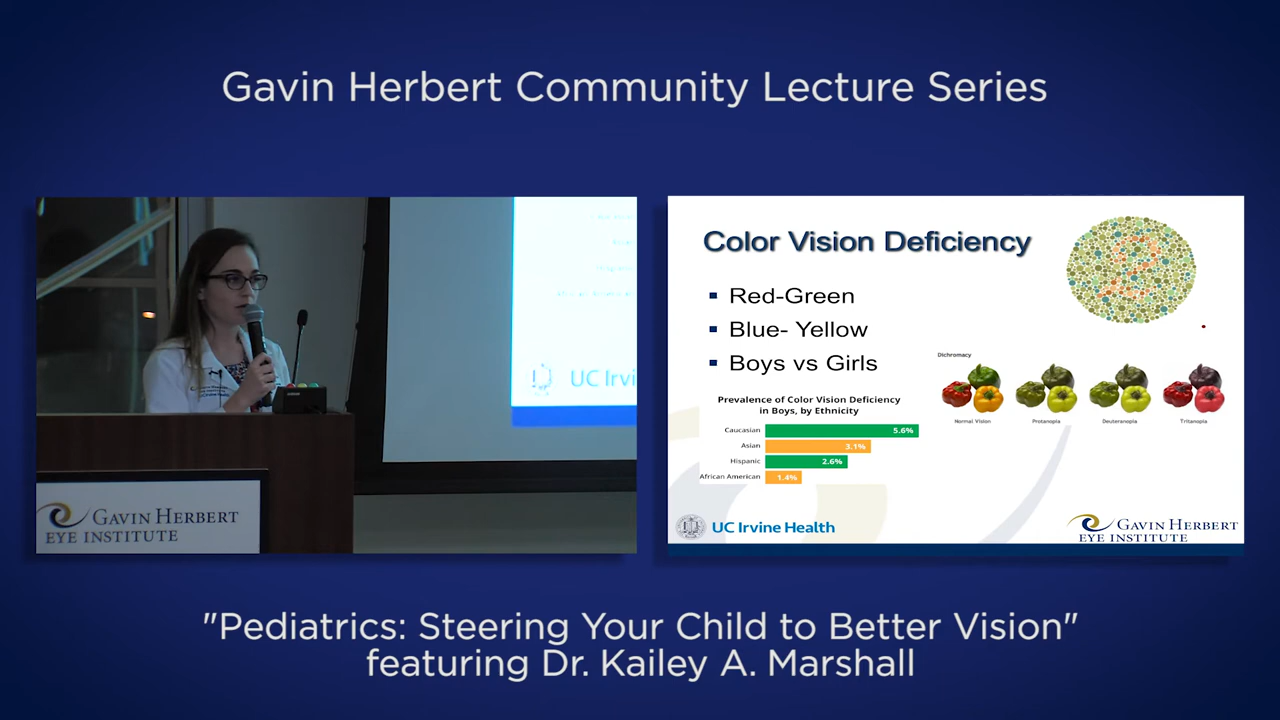 Gavin Herbert Community Lecture Series
UC Irvi
GAVIN HERBERT
EYE INSTITUTE
Color Vision Deficiency
Red-Green
Blue- Yellow
Boys vs Girls
2
Dichromacy
Normal Vision
Protanopia
Deuteranopia
Tritanopia
Prevalence of Color Vision Deficiency
in Boys, by Ethnicity
Caucasian 5.6%
Asian 3.1%
Hispanic 2.6%
African American 1.4%
UC Irvine Health
GAVIN HERBERT
EYE INSTITUTE
"Pediatrics: Steering Your Child to Better Vision"
featuring Dr. Kailey A. Marshall